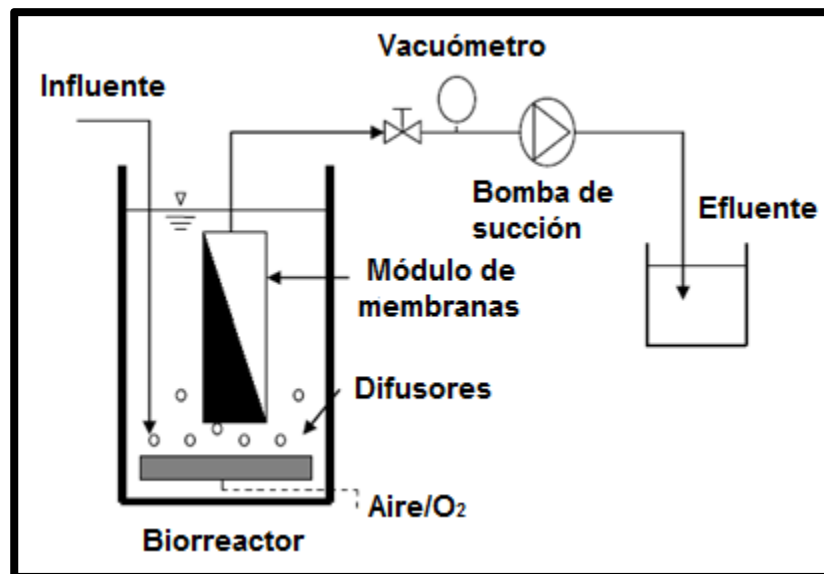 Vacuómetro
Influente
Bomba de
succión
Efluente
Módulo de
membranas
Difusores
Aire/O₂
Biorreactor